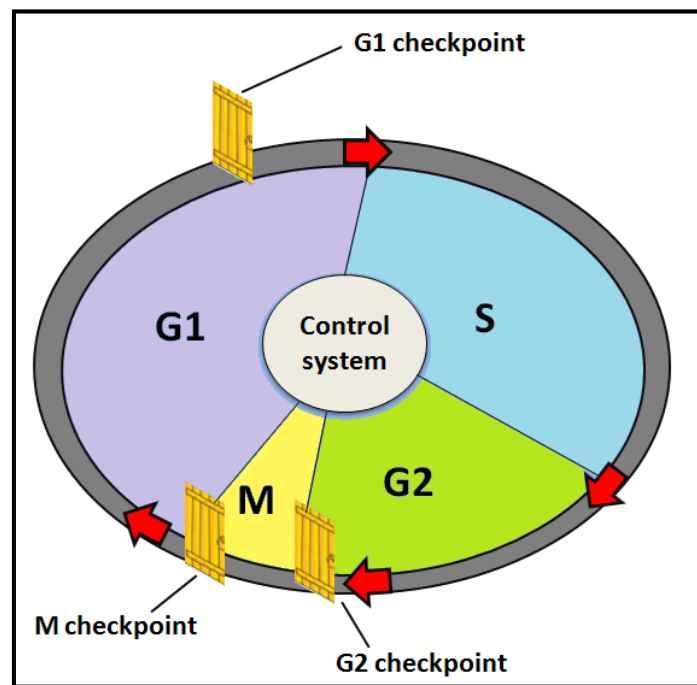 G1 checkpoint
G1
S
Control
system
M
G2
M checkpoint
G2 checkpoint